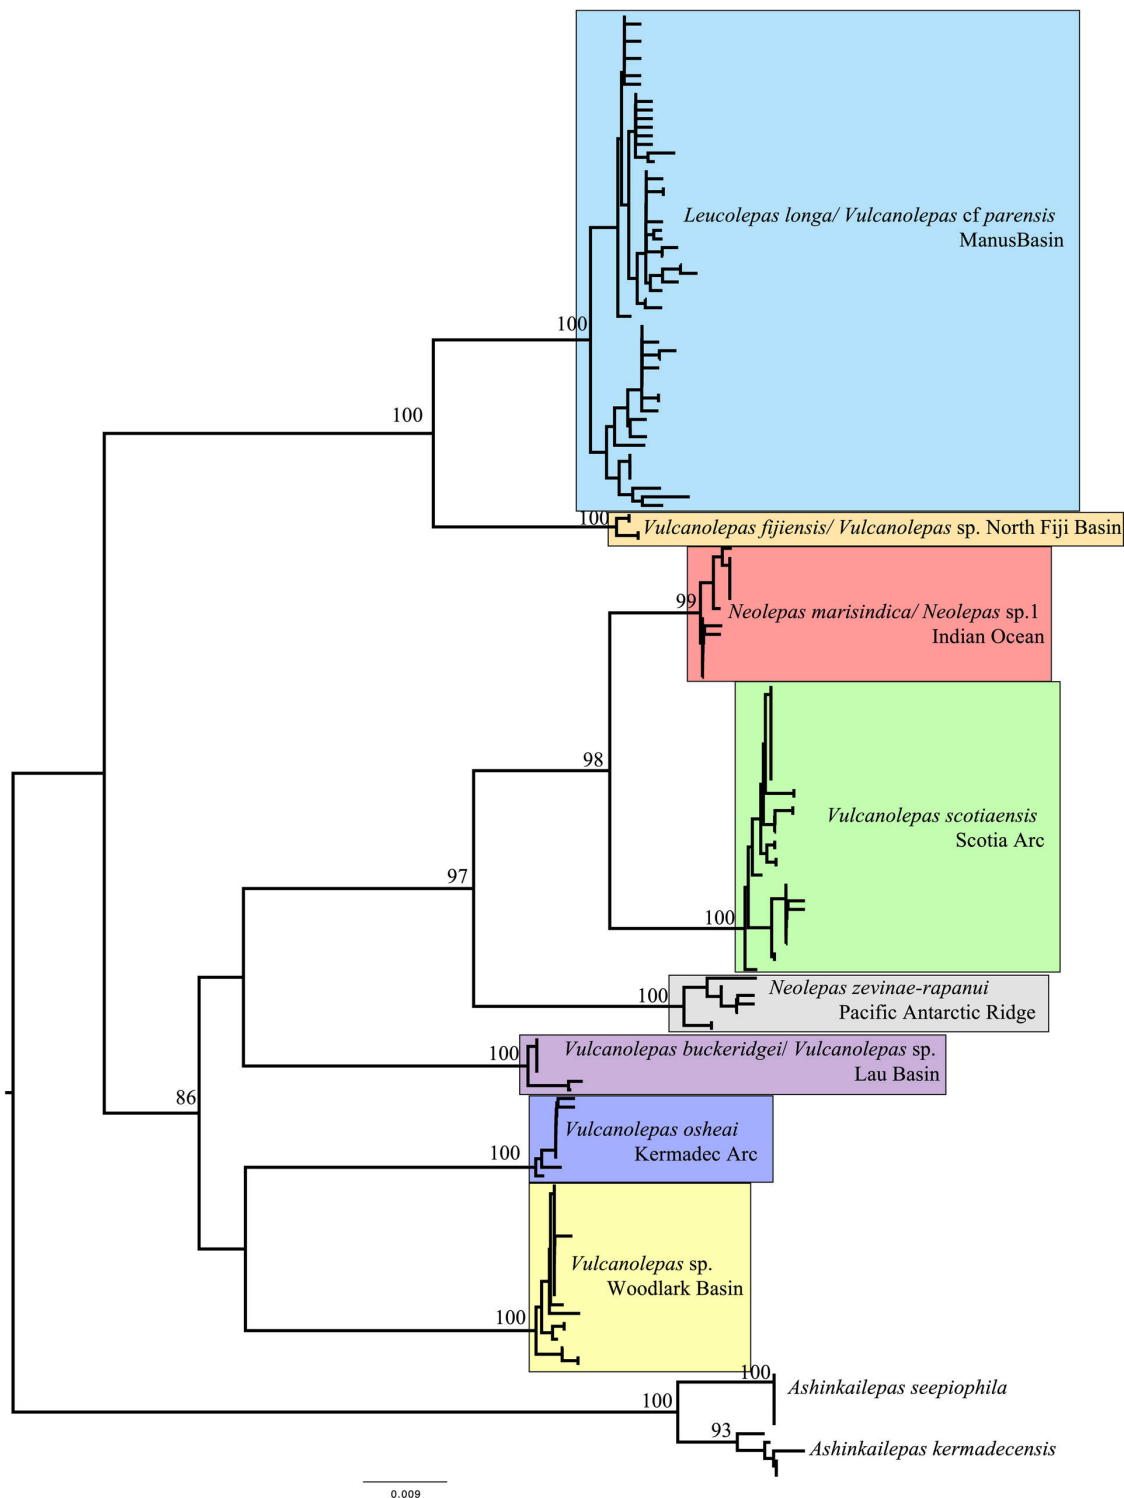 Leucolepas longa/ Vulcanolepas cf parensis
ManusBasin
100
100
100
Vulcanolepas fijiensis/ Vulcanolepas sp. North Fiji Basin
99
Neolepas marisindica/ Neolepas sp.1
Indian Ocean
98
Vulcanolepas scotiaensis
Scotia Arc
97
100
100
Neolepas zevinae-rapanui
Pacific Antarctic Ridge
100
Vulcanolepas buckeridgei/ Vulcanolepas sp.
Lau Basin
86
Vulcanolepas osheai
100
Kermadec Arc
Vulcanolepas sp.
Woodlark Basin
100
100
Ashinkailepas seepiophila
100
93
Ashinkailepas kermadecensis
0.009